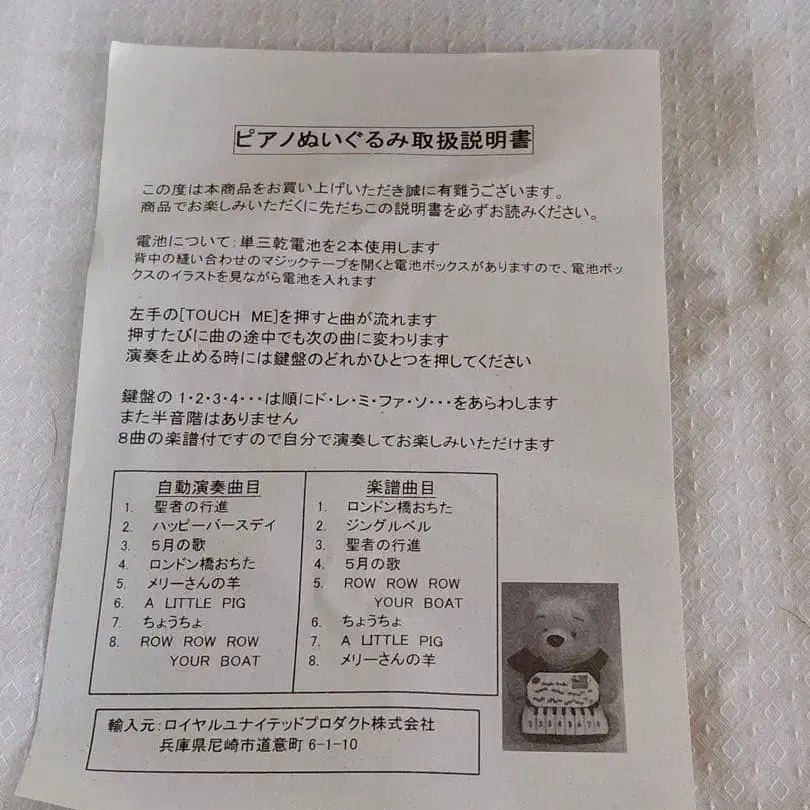 ピアノぬいぐるみ取扱説明書
この度は本商品をお買い上げいただき誠に有難うございます。
商品でお楽しみいただくに先だちこの説明書を必ずお読みください。
電池について：単三乾電池を2本使用します
背中の縫い合わせのマジックテープを開くと電池ボックスがありますので、電池ボッ
クスのイラストを見ながら電池を入れます
左手の[TOUCH ME]を押すと曲が流れます
押すたびに曲の途中でも次の曲に変わります
演奏を止める時には鍵盤のどれかひとつを押してください
鍵盤の 1・2・3・4・・・は順にド・レ・ミ・ファ・ソ・・・をあらわします
また半音階はありません
8曲の楽譜付ですので自分で演奏してお楽しみいただけます
自動演奏曲目
1. 聖者の行進
2. ハッピーバースデイ
3. 5月の歌
4. ロンドン橋おちた
5. メリーさんの羊
6. A LITTLE PIG
7. ちょうちょ
8. ROW ROW ROW
YOUR BOAT
楽譜曲目
1. ロンドン橋おちた
2. ジングルベル
3. 聖者の行進
4. 5月の歌
5. ROW ROW ROW
YOUR BOAT
6. ちょうちょ
7. A LITTLE PIG
8. メリーさんの羊
輸入元：ロイヤルユナイテッドプロダクト株式会社
兵庫県尼崎市道意町 6-1-10